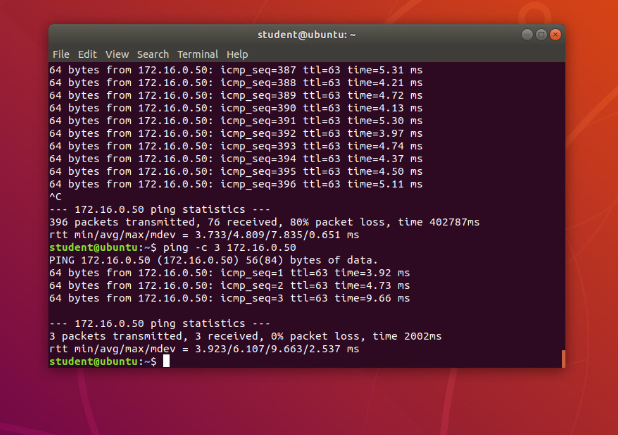 student@ubuntu: ~
File Edit View Search Terminal Help
64 bytes from 172.16.0.50: icmp_seq=387 ttl=63 time=5.31 ms
64 bytes from 172.16.0.50: icmp_seq=388 ttl=63 time=4.21 ms
64 bytes from 172.16.0.50: icmp_seq=389 ttl=63 time=4.72 ms
64 bytes from 172.16.0.50: icmp_seq=390 ttl=63 time=4.13 ms
64 bytes from 172.16.0.50: icmp_seq=391 ttl=63 time=5.30 ms
64 bytes from 172.16.0.50: icmp_seq=392 ttl=63 time=3.97 ms
64 bytes from 172.16.0.50: icmp_seq=393 ttl=63 time=4.74 ms
64 bytes from 172.16.0.50: icmp_seq=394 ttl=63 time=4.37 ms
64 bytes from 172.16.0.50: icmp_seq=395 ttl=63 time=4.50 ms
64 bytes from 172.16.0.50: icmp_seq=396 ttl=63 time=5.11 ms
^C
--- 172.16.0.50 ping statistics ---
396 packets transmitted, 76 received, 80% packet loss, time 402787ms
rtt min/avg/max/mdev = 3.733/4.809/7.835/0.651 ms
student@ubuntu:~$ ping -c 3 172.16.0.50
PING 172.16.0.50 (172.16.0.50) 56(84) bytes of data.
64 bytes from 172.16.0.50: icmp_seq=1 ttl=63 time=3.92 ms
64 bytes from 172.16.0.50: icmp_seq=2 ttl=63 time=4.73 ms
64 bytes from 172.16.0.50: icmp_seq=3 ttl=63 time=9.66 ms
--- 172.16.0.50 ping statistics ---
3 packets transmitted, 3 received, 0% packet loss, time 2002ms
rtt min/avg/max/mdev = 3.923/6.107/9.663/2.537 ms
student@ubuntu:~$